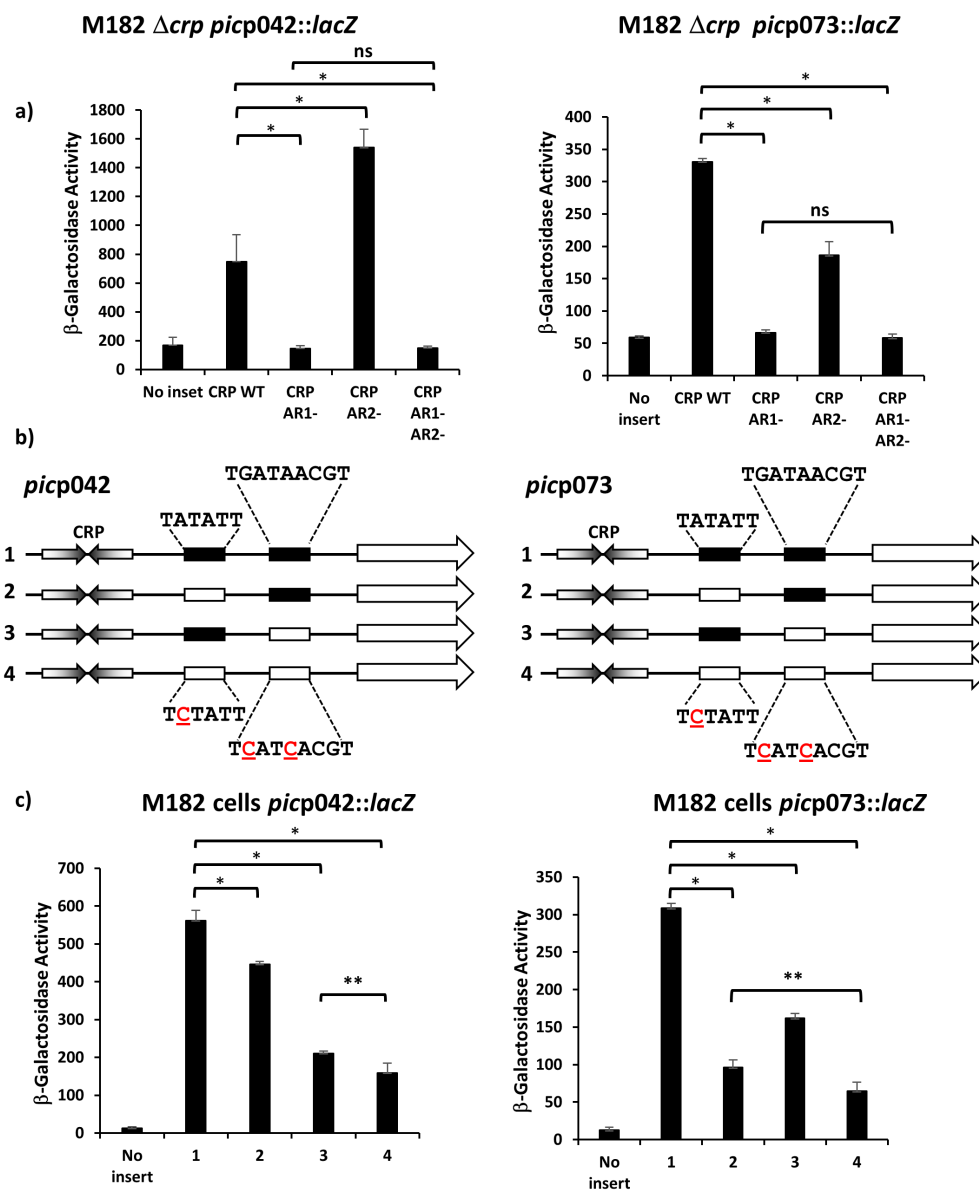 M182 Δcrp picp042::lacZ
M182 Δcrp picp073::lacZ
a)
ns
*
*
*
β-Galactosidase Activity
1800
1600
1400
1200
1000
800
600
400
200
0
No inset
CRP WT
CRP AR1-
CRP AR2-
CRP AR1- AR2-
*
*
*
ns
β-Galactosidase Activity
400
350
300
250
200
150
100
50
0
No insert
CRP WT
CRP AR1-
CRP AR2-
CRP AR1- AR2-
b)
picp042
TGATAACGT
TATATT
CRP
1
2
3
4
TCTATT
TCATCACGT
picp073
TGATAACGT
TATATT
CRP
1
2
3
4
TCTATT
TCATCACGT
c)
M182 cells picp042::lacZ
*
*
*
**
β-Galactosidase Activity
700
600
500
400
300
200
100
0
No insert
1
2
3
4
M182 cells picp073::lacZ
*
*
*
**
β-Galactosidase Activity
350
300
250
200
150
100
50
0
No insert
1
2
3
4